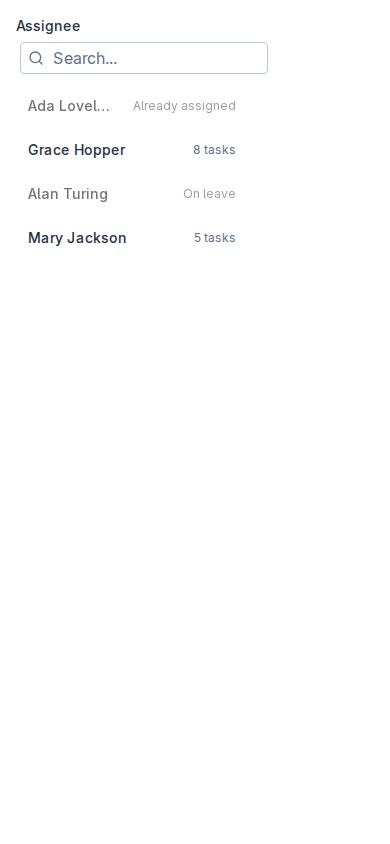 Assignee
Search...
Ada Lovel... Already assigned
Grace Hopper 8 tasks
Alan Turing On leave
Mary Jackson 5 tasks